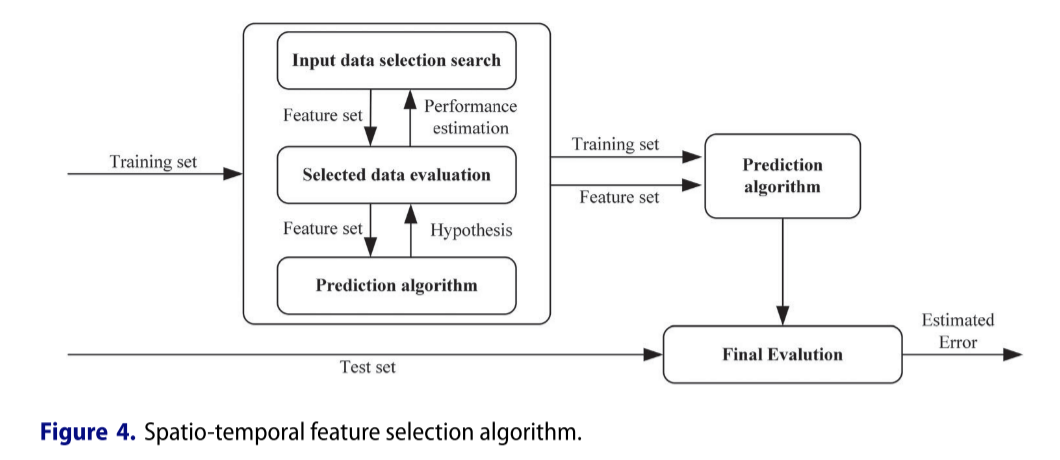 Input data selection search
Feature set
Performance
estimation
Training set
Selected data evaluation
Feature set
Hypothesis
Prediction algorithm
Training set
Feature set
Prediction
algorithm
Test set
Final Evalution
Estimated
Error
Figure 4. Spatio-temporal feature selection algorithm.